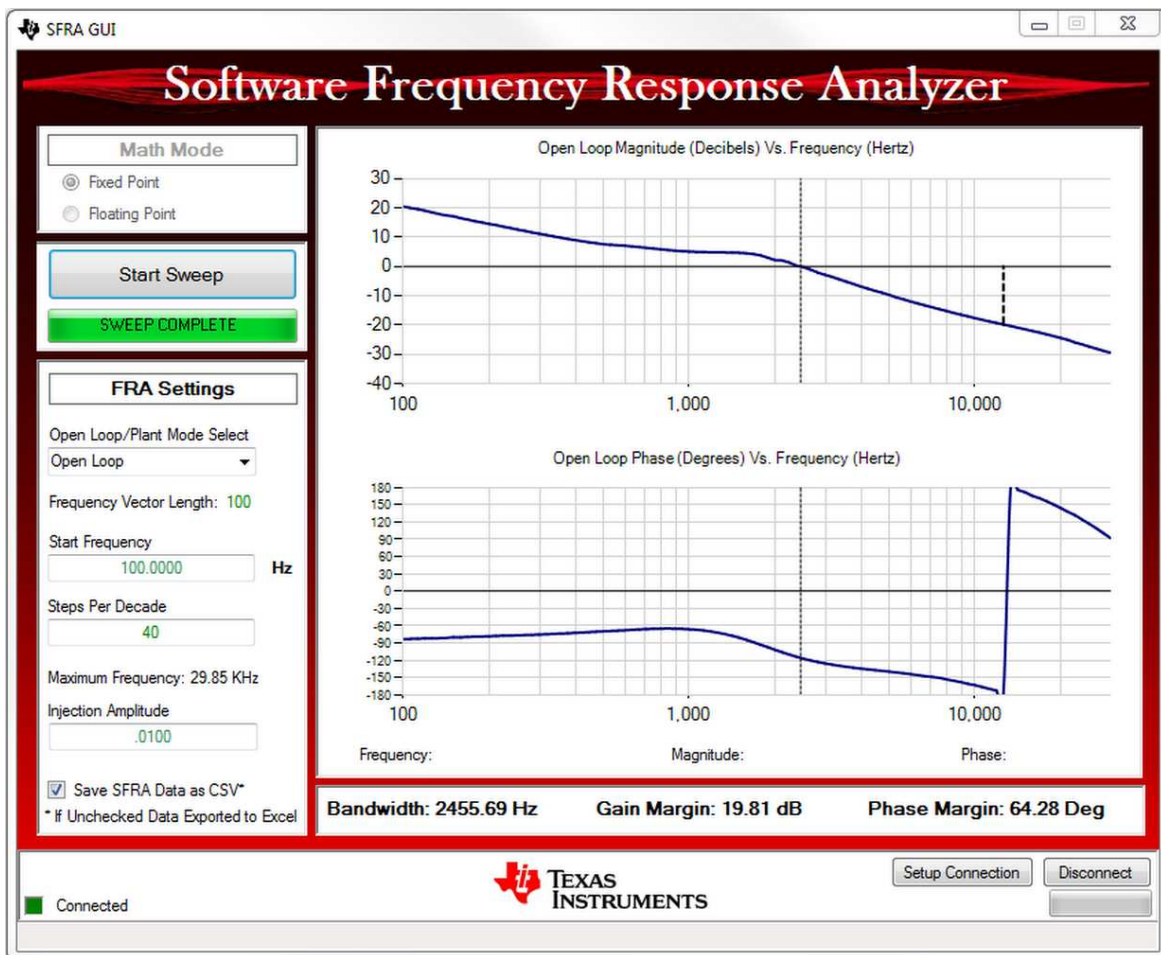 SFRA GUI
Software Frequency Response Analyzer
Math Mode
Fixed Point
Floating Point
Start Sweep
SWEEP COMPLETE
FRA Settings
Open Loop/Plant Mode Select
Open Loop
Frequency Vector Length: 100
Start Frequency
100.0000 Hz
Steps Per Decade
40
Maximum Frequency: 29.85 KHz
Injection Amplitude
.0100
Save SFRA Data as CSV*
* If Unchecked Data Exported to Excel
Open Loop Magnitude (Decibels) Vs. Frequency (Hertz)
30
20
10
0
-10
-20
-30
-40
100 1,000 10,000
Open Loop Phase (Degrees) Vs. Frequency (Hertz)
180
150
120
90
60
30
0
-30
-60
-90
-120
-150
-180
100 1,000 10,000
Frequency: Magnitude: Phase:
Bandwidth: 2455.69 Hz Gain Margin: 19.81 dB Phase Margin: 64.28 Deg
Connected
TEXAS
INSTRUMENTS
Setup Connection Disconnect